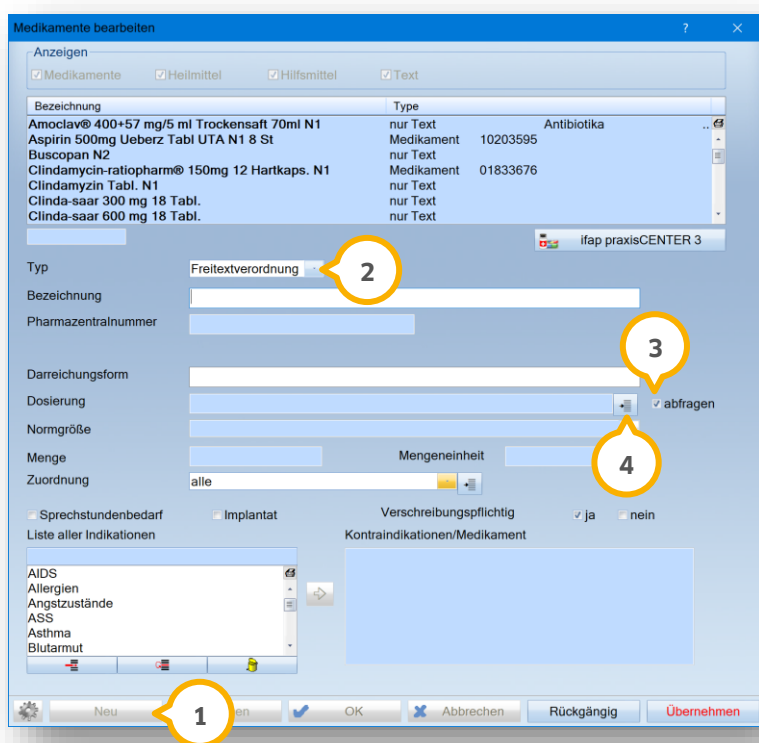 Medikamente bearbeiten ?
Anzeigen
Medikamente Heilmittel Hilfsmittel Text
Bezeichnung Type
Amoclav® 400+57 mg/5 ml Trockensaft 70ml N1 nur Text Antibiotika ..
Aspirin 500mg Ueberz Tabl UTA N1 8 St Medikament 10203595
Buscopan N2 nur Text
Clindamycin-ratiopharm® 150mg 12 Hartkaps. N1 Medikament 01833676
Clindamyzin Tabl. N1 nur Text
Clinda-saar 300 mg 18 Tabl. nur Text
Clinda-saar 600 mg 18 Tabl. nur Text
ifap praxisCENTER 3
Typ Freitextverordnung 2
Bezeichnung
Pharmazentralnummer
3
Darreichungsform
Dosierung abfragen
Normgröße
4
Menge Mengeneinheit
Zuordnung alle
Sprechstundenbedarf Implantat Verschreibungspflichtig ja nein
Liste aller Indikationen Kontraindikationen/Medikament
AIDS
Allergien
Angstzustände
ASS
Asthma
Blutarmut
Neu 1 en OK Abbrechen Rückgängig Übernehmen